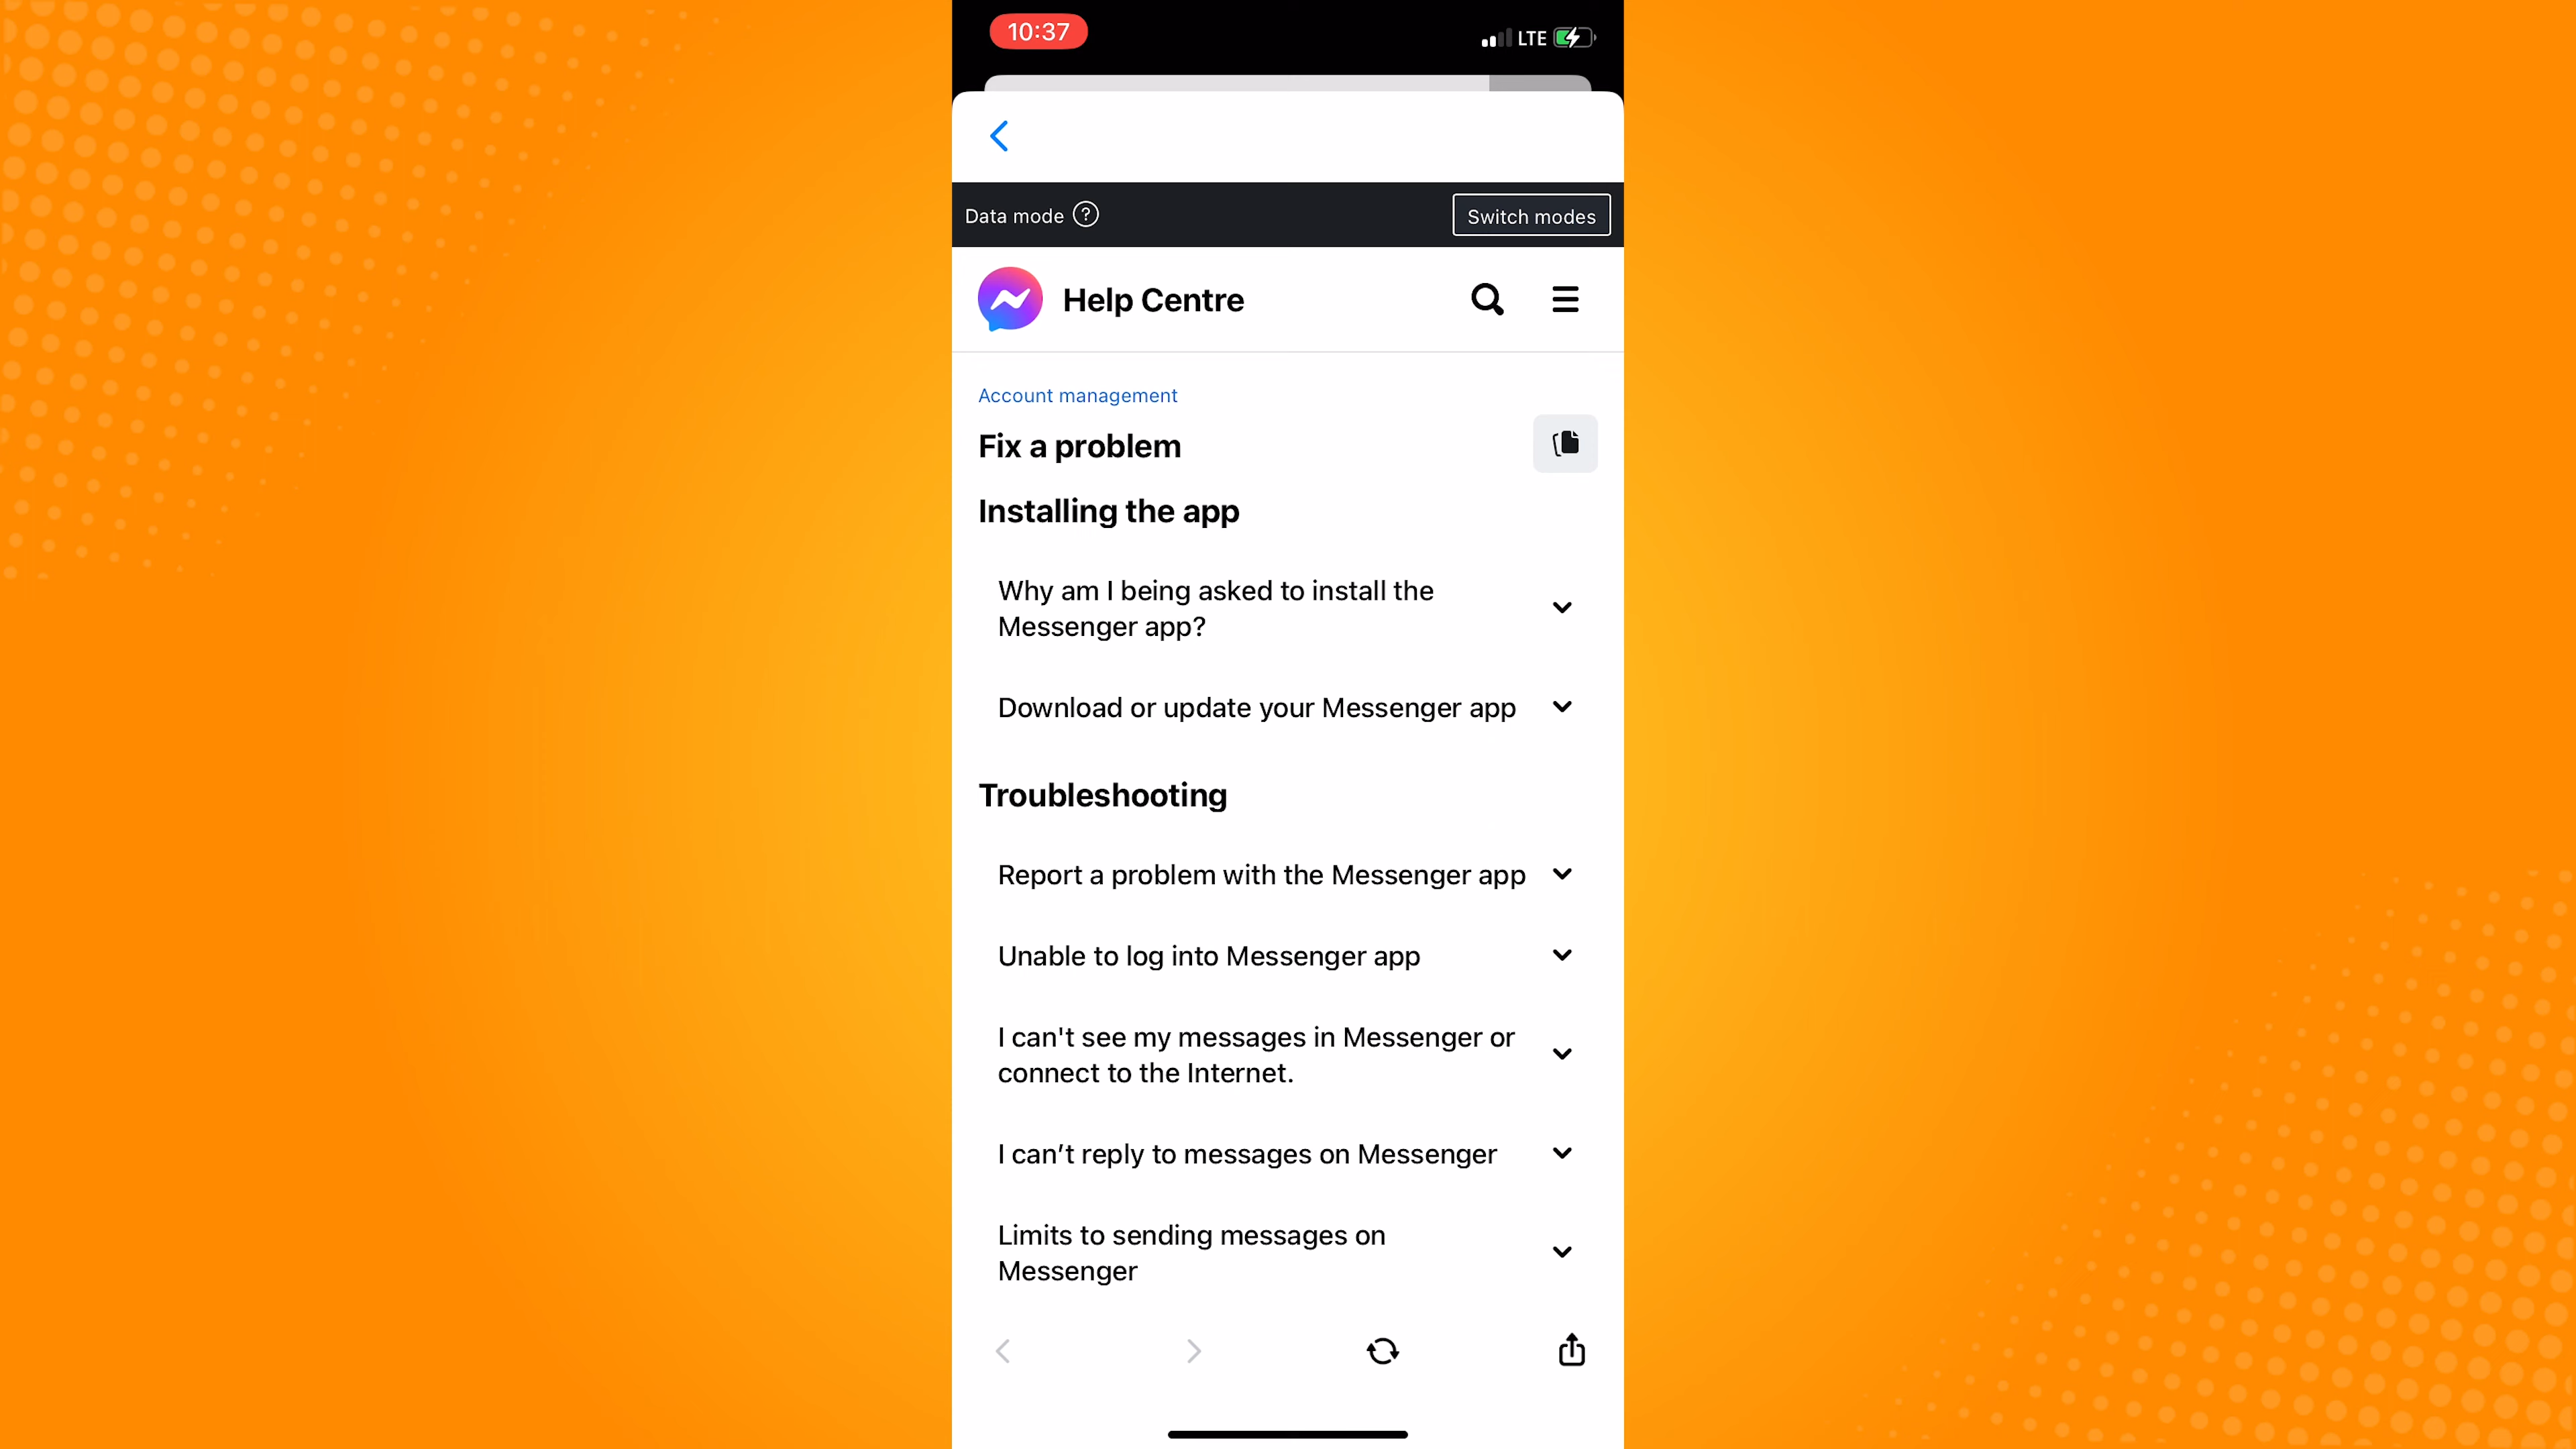 10:37
LTE
Data mode ?
Switch modes
Help Centre
Account management
Fix a problem
Installing the app
Why am I being asked to install the
Messenger app?
Download or update your Messenger app
Troubleshooting
Report a problem with the Messenger app
Unable to log into Messenger app
I can't see my messages in Messenger or
connect to the Internet.
I can’t reply to messages on Messenger
Limits to sending messages on
Messenger